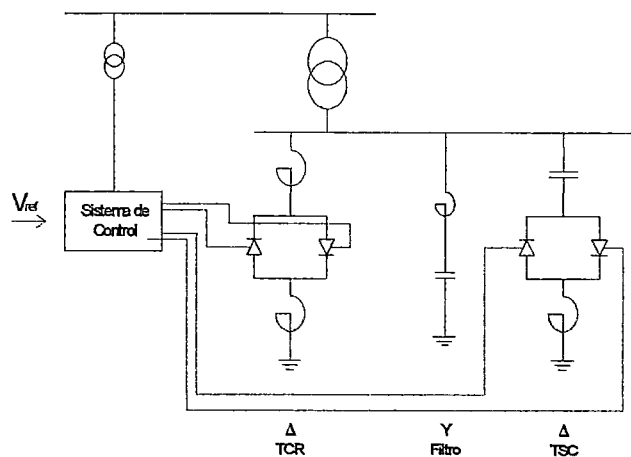 Vref
Sistema de
Control
Δ
TCR
Y
Filtro
Δ
TSC